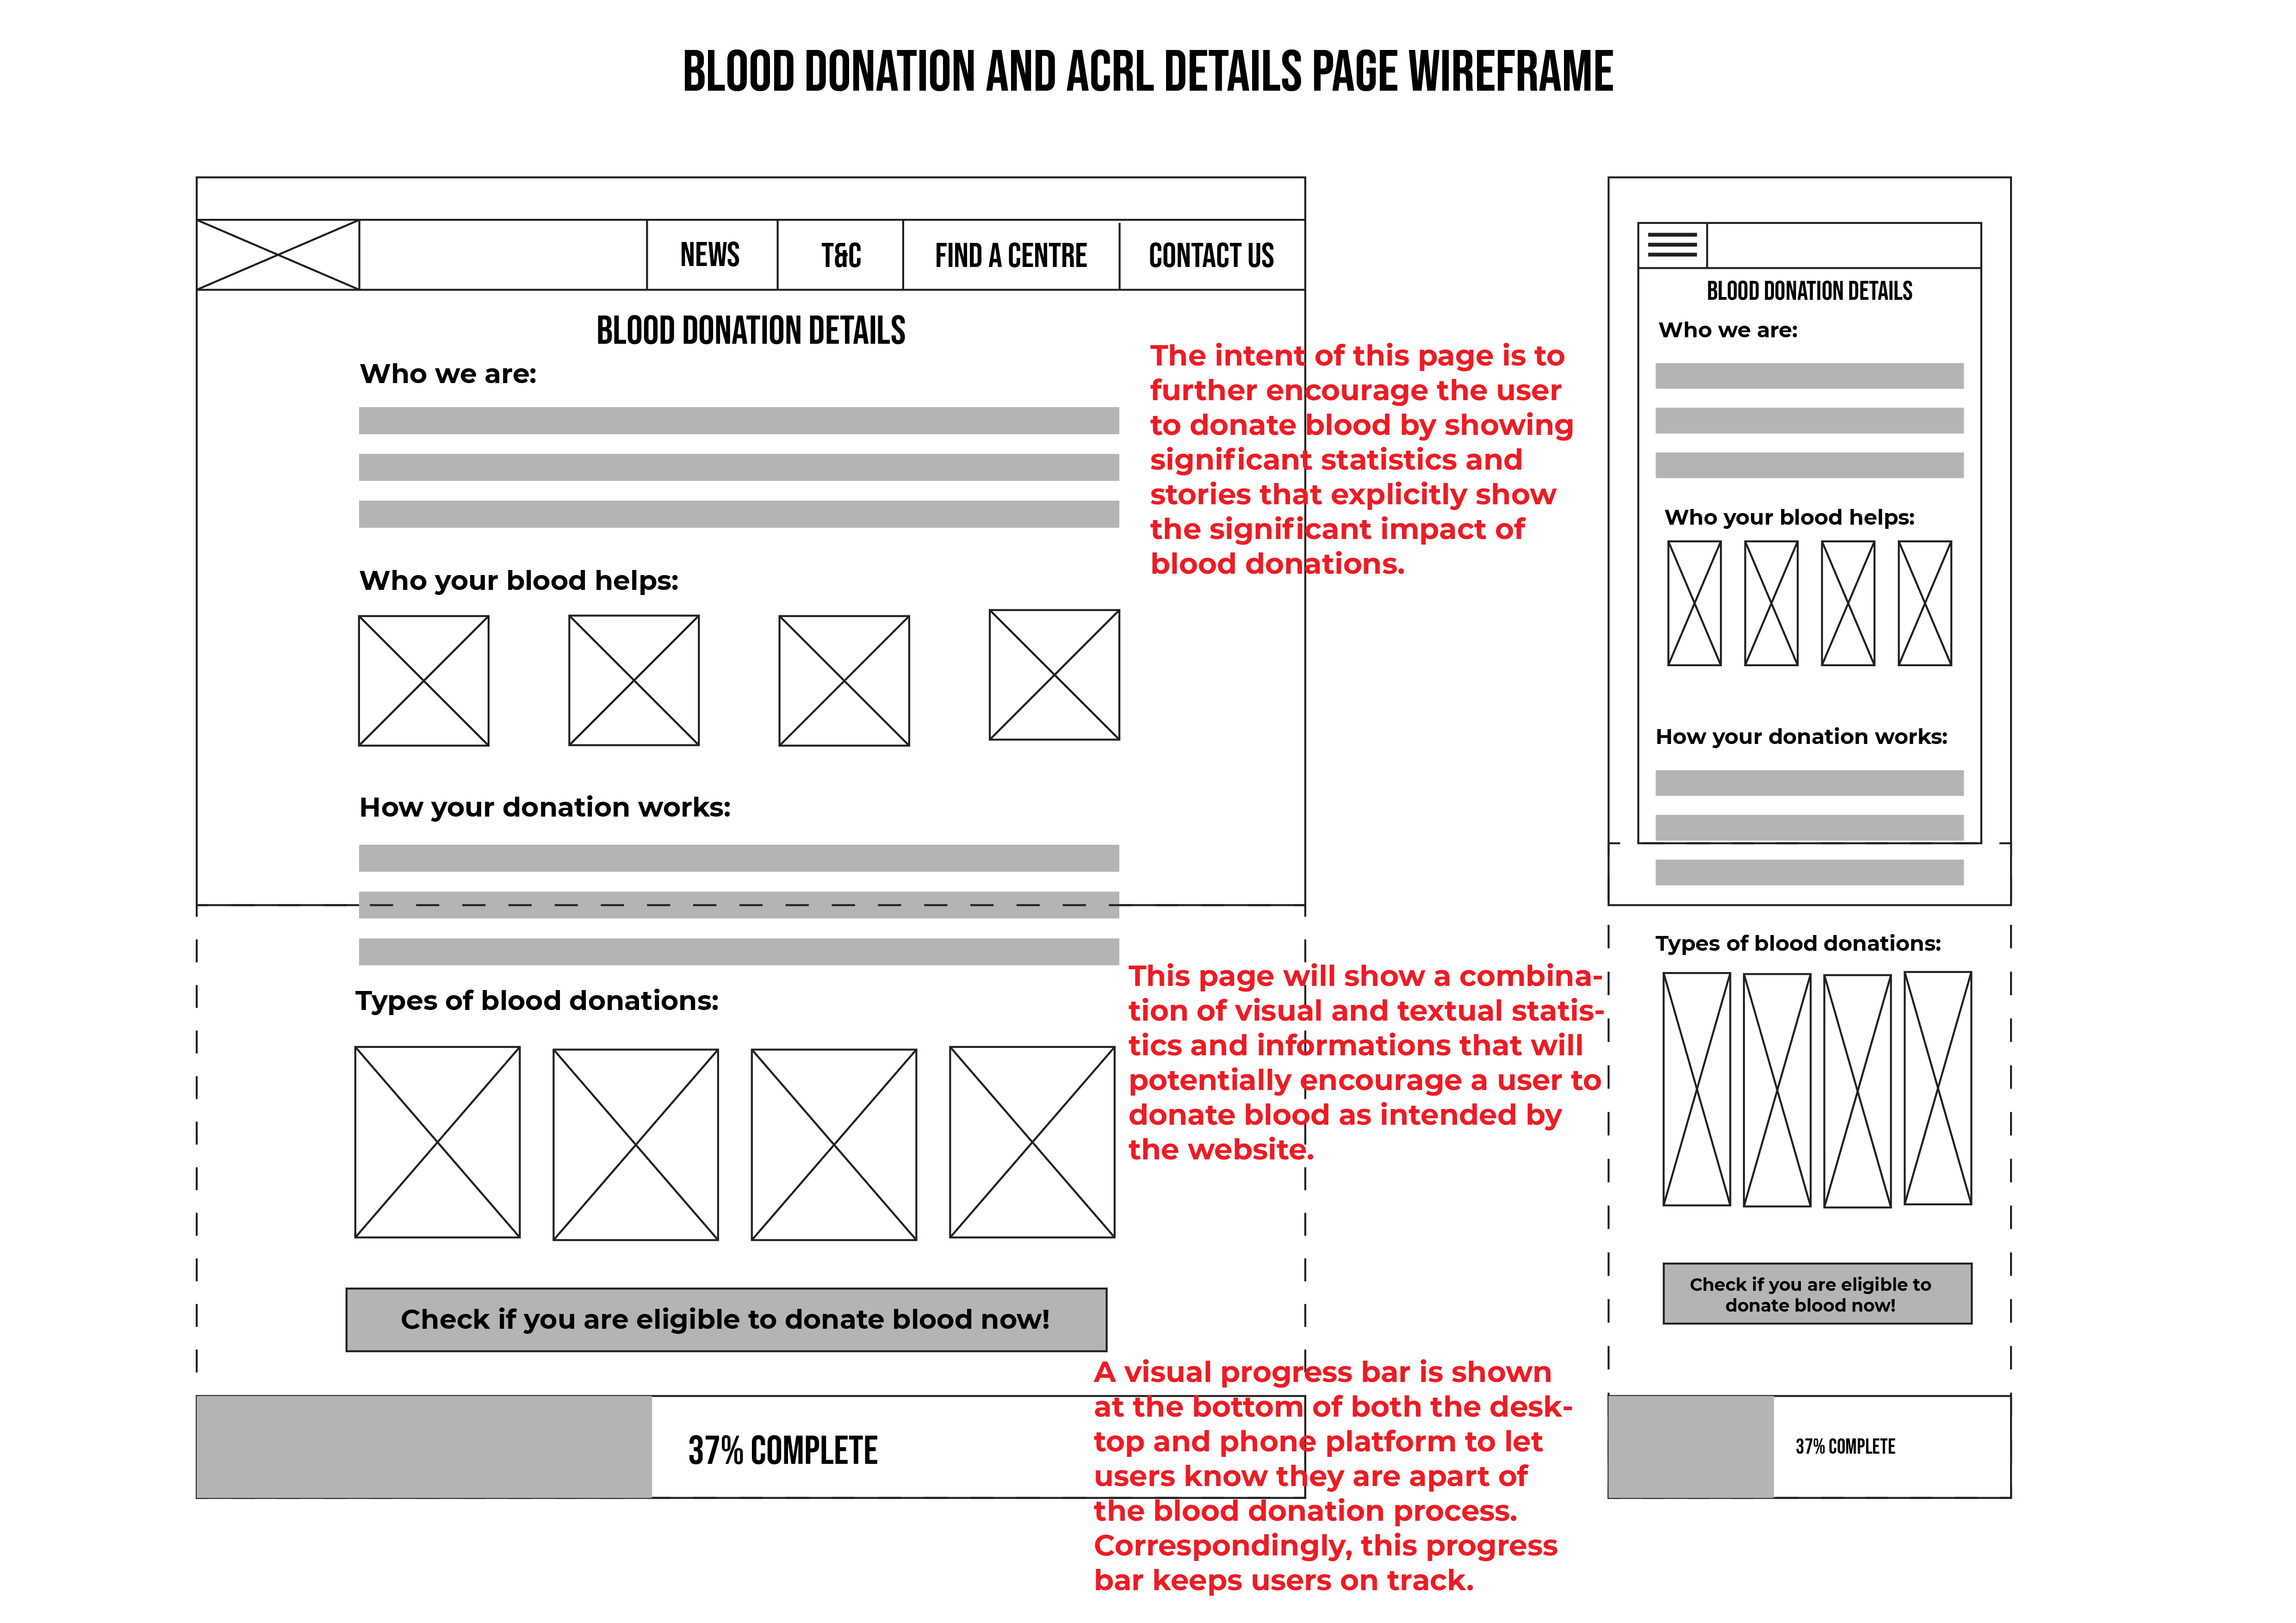 BLOOD DONATION AND ACRL DETAILS PAGE WIREFRAME
NEWS
T&C
FIND A CENTRE
CONTACT US
BLOOD DONATION DETAILS
Who we are:
Who your blood helps:
How your donation works:
Types of blood donations:
Check if you are eligible to donate blood now!
37% COMPLETE
The intent of this page is to
further encourage the user
to donate blood by showing
significant statistics and
stories that explicitly show
the significant impact of
blood donations.
This page will show a combina-
tion of visual and textual statis-
tics and informations that will
potentially encourage a user to
donate blood as intended by
the website.
A visual progress bar is shown
at the bottom of both the desk-
top and phone platform to let
users know they are apart of
the blood donation process.
Correspondingly, this progress
bar keeps users on track.
BLOOD DONATION DETAILS
Who we are:
Who your blood helps:
How your donation works:
Types of blood donations:
Check if you are eligible to
donate blood now!
37% COMPLETE